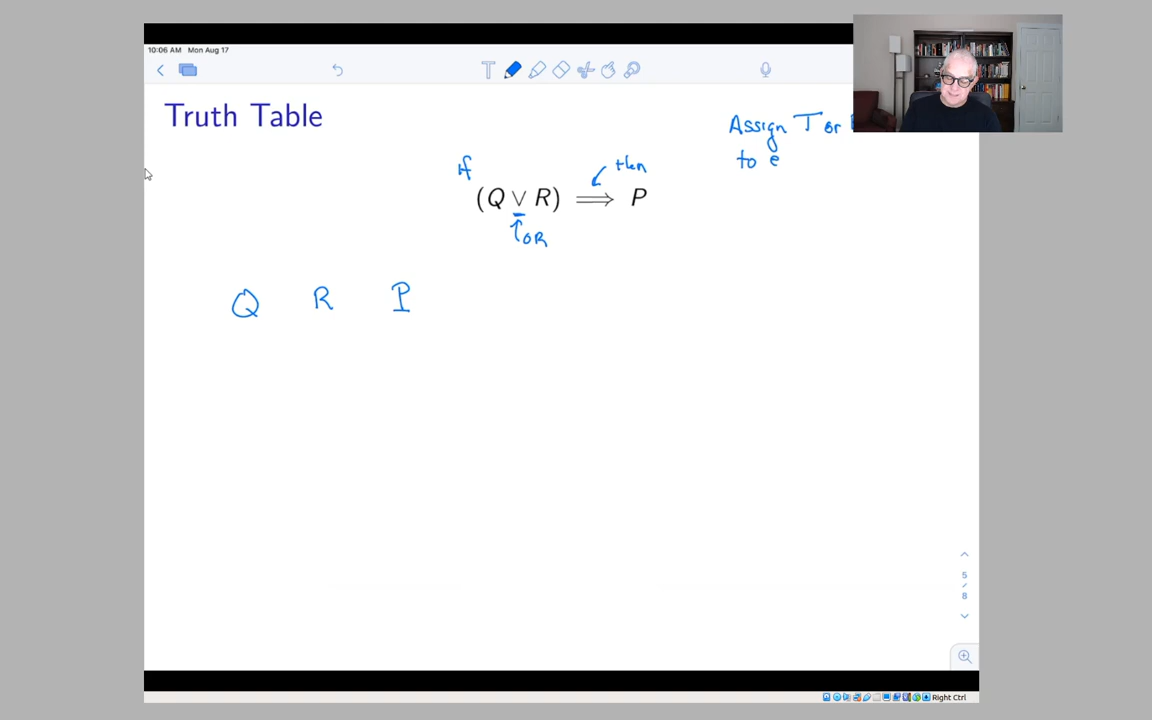 10:06 AM Mon Aug 17
Truth Table
Assign T or
to e
If
then
(Q ∨ R) ⟹ P
OR
Q R P
5
8
Right Ctrl